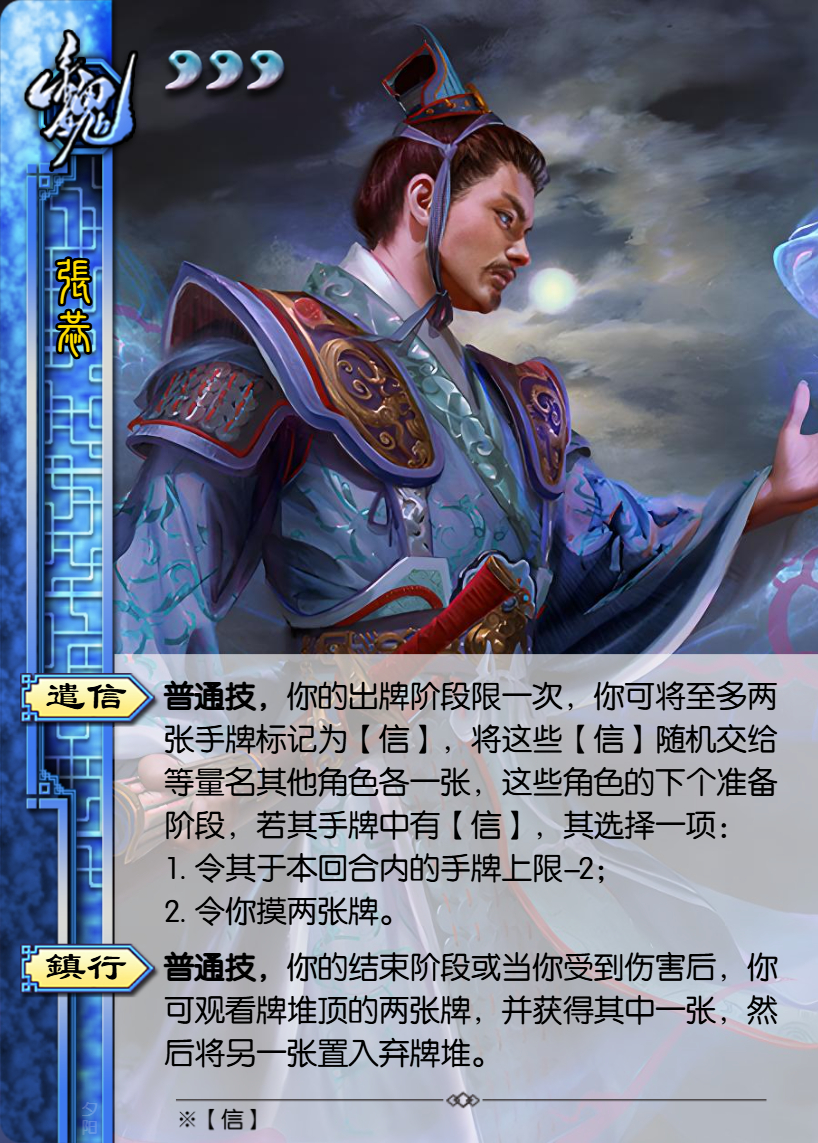 魏
張恭
遣信
普通技，你的出牌阶段限一次，你可将至多两
张手牌标记为【信】，将这些【信】随机交给
等量名其他角色各一张，这些角色的下个准备
阶段，若其手牌中有【信】，其选择一项：
1. 令其于本回合内的手牌上限-2；
2. 令你摸两张牌。
鎮行
普通技，你的结束阶段或当你受到伤害后，你
可观看牌堆顶的两张牌，并获得其中一张，然
后将另一张置入弃牌堆。
※【信】
夕阳